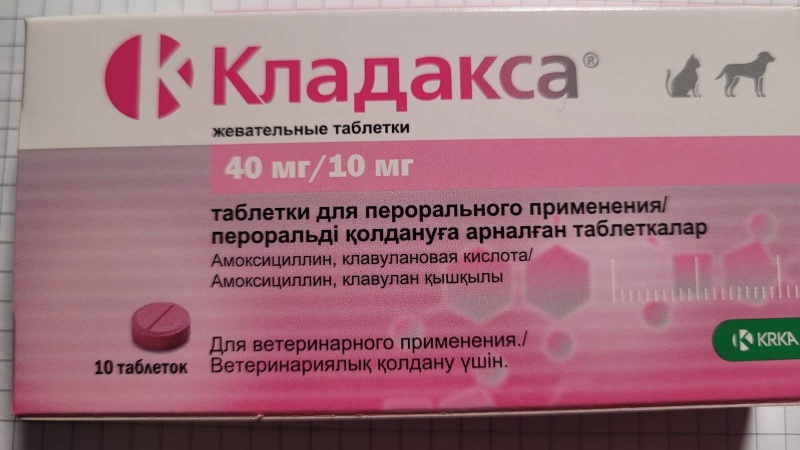 Кладакса®
жевательные таблетки
40 мг/10 мг
таблетки для перорального применения/
пероральді қолдануға арналған таблеткалар
Амоксициллин, клавулановая кислота/
Амоксициллин, клавулан қышқылы
10 таблеток
Для ветеринарного применения./
Ветеринариялық қолдану үшін.
KRKA